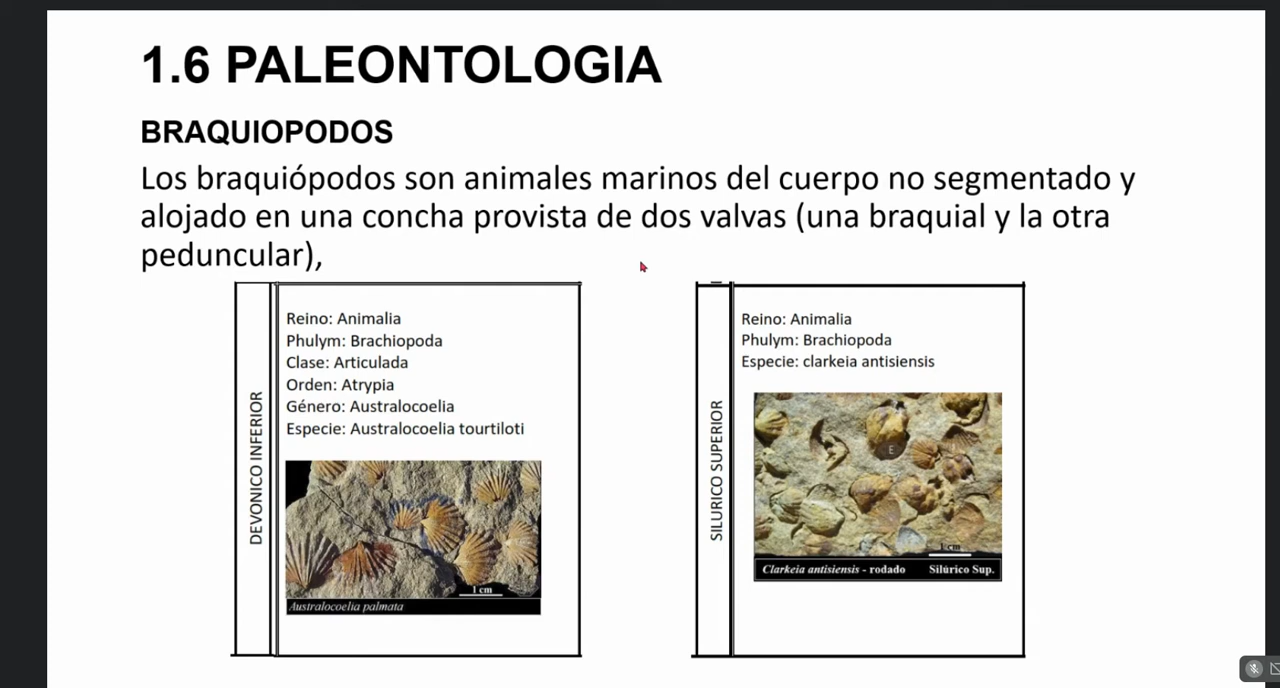 1.6 PALEONTOLOGIA
BRAQUIOPODOS
Los braquiópodos son animales marinos del cuerpo no segmentado y
alojado en una concha provista de dos valvas (una braquial y la otra
peduncular),
DEVONICO INFERIOR
Reino: Animalia
Phulym: Brachiopoda
Clase: Articulada
Orden: Atrypia
Género: Australocoelia
Especie: Australocoelia tourtiloti
1 cm
Australocoelia palmata
SILURICO SUPERIOR
Reino: Animalia
Phulym: Brachiopoda
Especie: clarkeia antisiensis
E
1 cm
Clarkeia antisiensis - rodado Silúrico Sup.